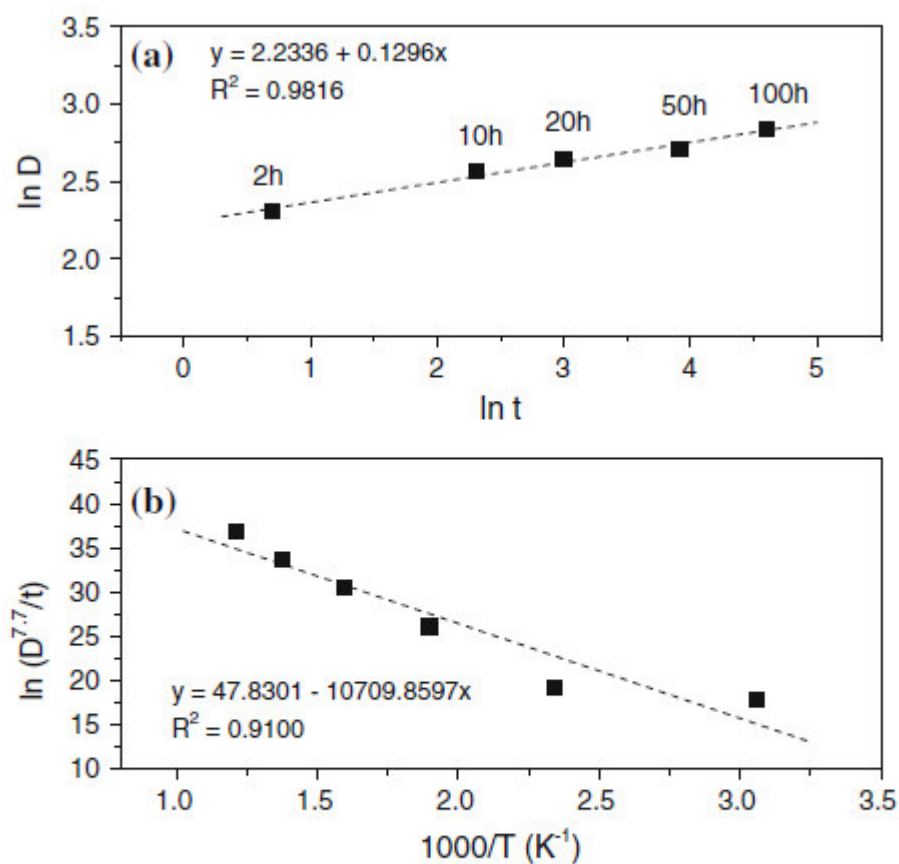 (a)
y = 2.2336 + 0.1296x
R² = 0.9816
2h
10h
20h
50h
100h
3.5
3.0
2.5
2.0
1.5
ln D
0 1 2 3 4 5
ln t
(b)
45
40
35
30
25
20
15
10
ln (D⁷·⁷/t)
y = 47.8301 - 10709.8597x
R² = 0.9100
1.0 1.5 2.0 2.5 3.0 3.5
1000/T (K⁻¹)